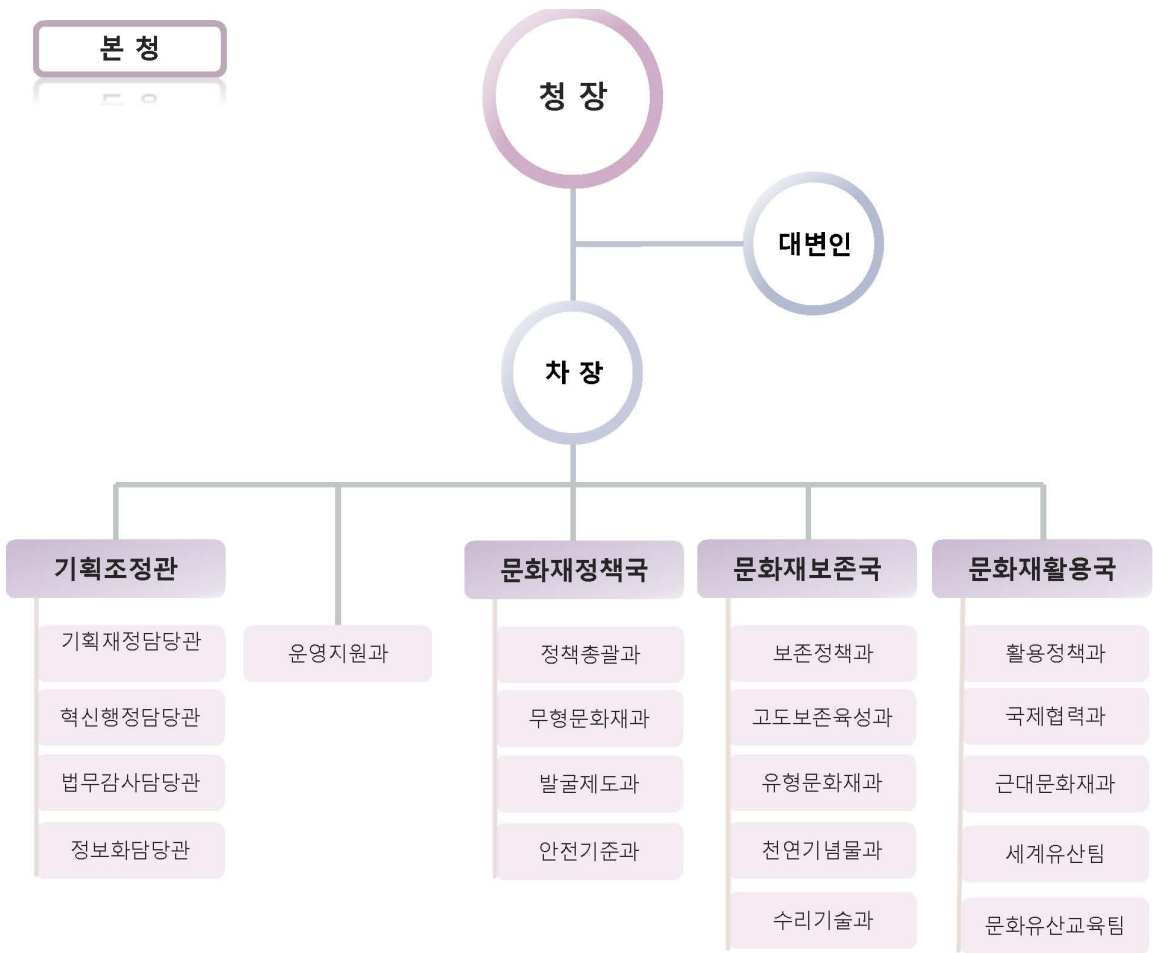 본 청
청 장
대변인
차 장
기획조정관
기획재정담당관
혁신행정담당관
법무감사담당관
정보화담당관
운영지원과
문화재정책국
정책총괄과
무형문화재과
발굴제도과
안전기준과
문화재보존국
보존정책과
고도보존육성과
유형문화재과
천연기념물과
수리기술과
문화재활용국
활용정책과
국제협력과
근대문화재과
세계유산팀
문화유산교육팀